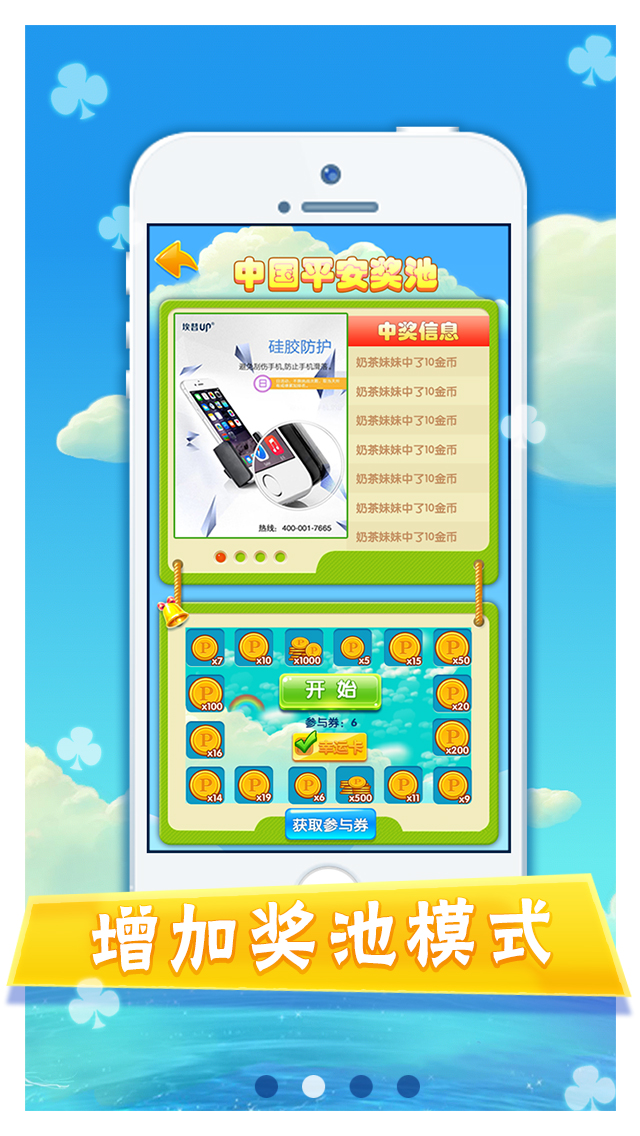 中国平安奖池
埃普UP®
硅胶防护
避免刮伤手机,防止手机滑落。
热线: 400-001-7665
中奖信息
奶茶妹妹中了10金币
奶茶妹妹中了10金币
奶茶妹妹中了10金币
奶茶妹妹中了10金币
奶茶妹妹中了10金币
奶茶妹妹中了10金币
奶茶妹妹中了10金币
x7 x10 x1000 x5 x15 x50
x100 开始 x20
参与券: 6
x16 幸运卡 x200
x14 x19 x6 x500 x11 x9
获取参与券
增加奖池模式